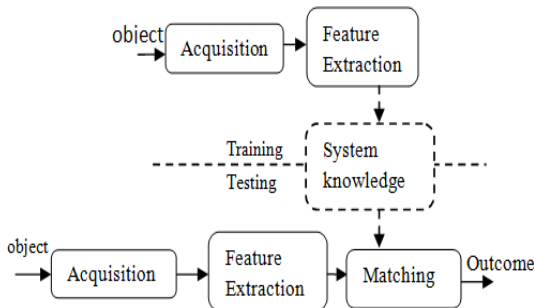 object
Acquisition
Feature
Extraction
Training
Testing
System
knowledge
object
Acquisition
Feature
Extraction
Matching
Outcome